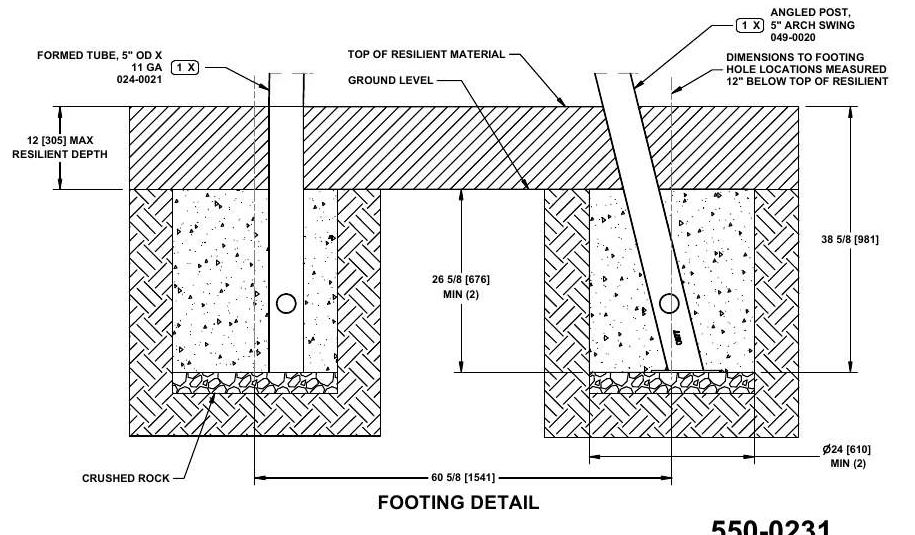 ANGLED POST,
1 X 5" ARCH SWING
049-0020
FORMED TUBE, 5" OD X
11 GA 1 X
024-0021
TOP OF RESILIENT MATERIAL
GROUND LEVEL
DIMENSIONS TO FOOTING
HOLE LOCATIONS MEASURED
12" BELOW TOP OF RESILIENT
12 [305] MAX
RESILIENT DEPTH
38 5/8 [981]
26 5/8 [676]
MIN (2)
Ø24 [610]
MIN (2)
CRUSHED ROCK
60 5/8 [1541]
FOOTING DETAIL
550-0231